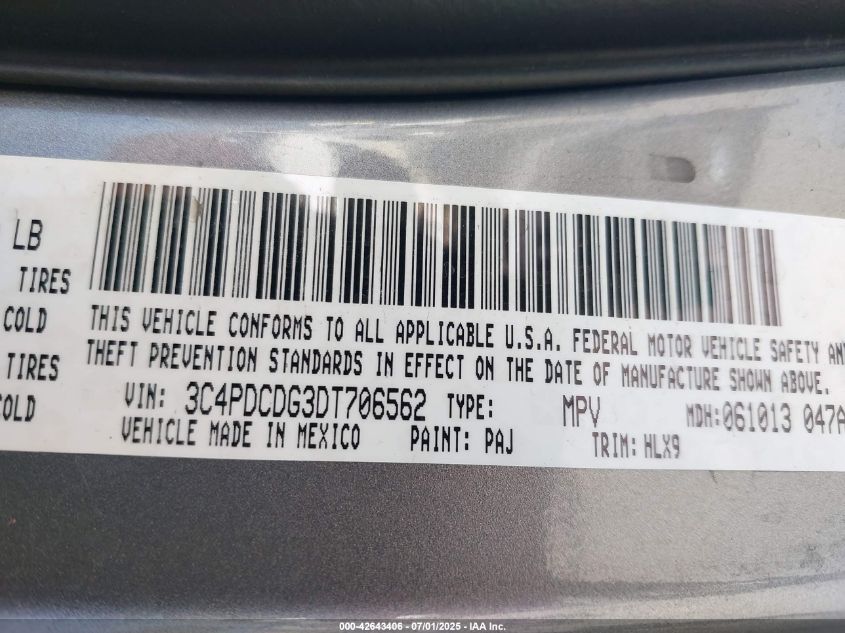 LB
TIRES
COLD
TIRES
COLD
THIS VEHICLE CONFORMS TO ALL APPLICABLE U.S.A. FEDERAL MOTOR VEHICLE SAFETY AN
THEFT PREVENTION STANDARDS IN EFFECT ON THE DATE OF MANUFACTURE SHOWN ABOVE.
VIN: 3C4PDCDG3DT706562 TYPE: MPV MDH:061013 047A
VEHICLE MADE IN MEXICO PAINT: PAJ TRIM: HLX9
000-42643406 | 07/01/2025 - IAA Inc.